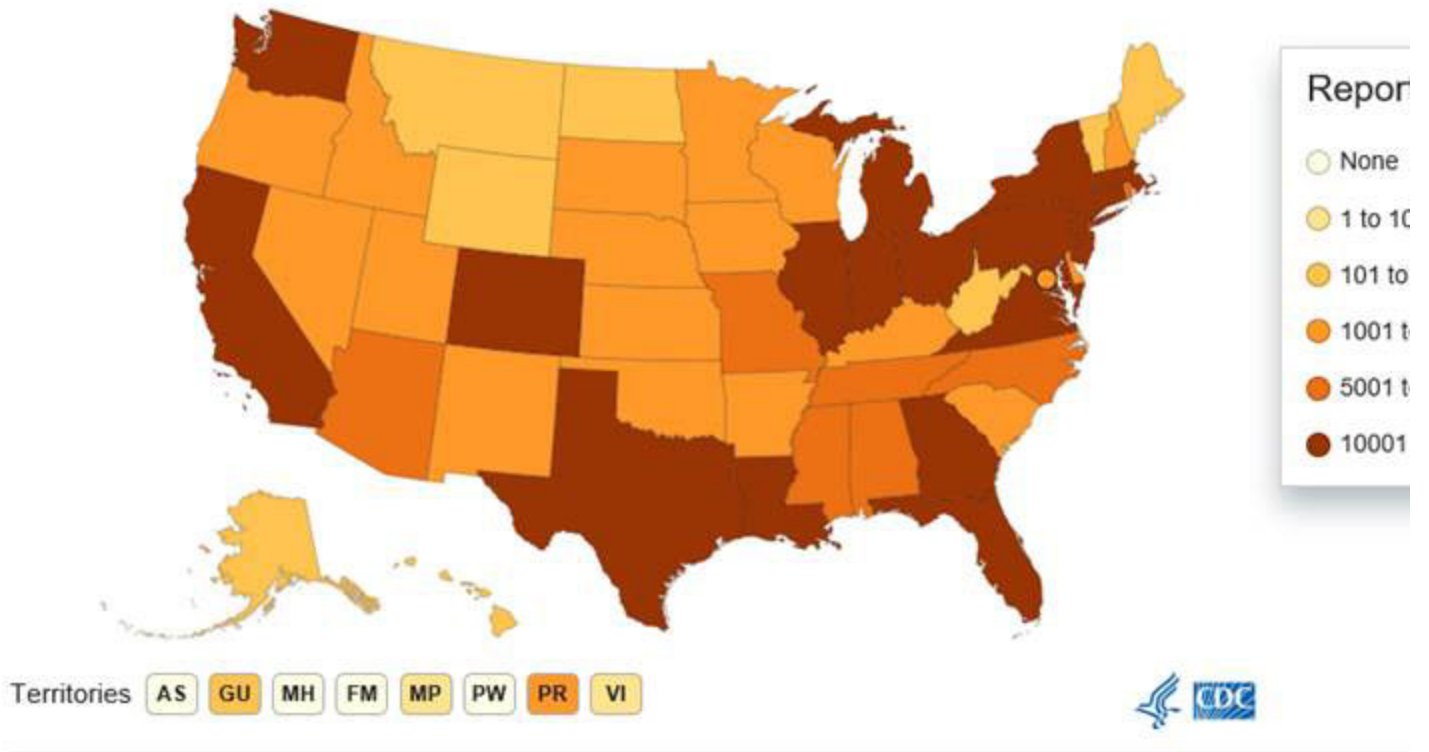 Repor
None
1 to 10
101 to
1001 t
5001 t
10001
Territories AS GU MH FM MP PW PR VI
CDC